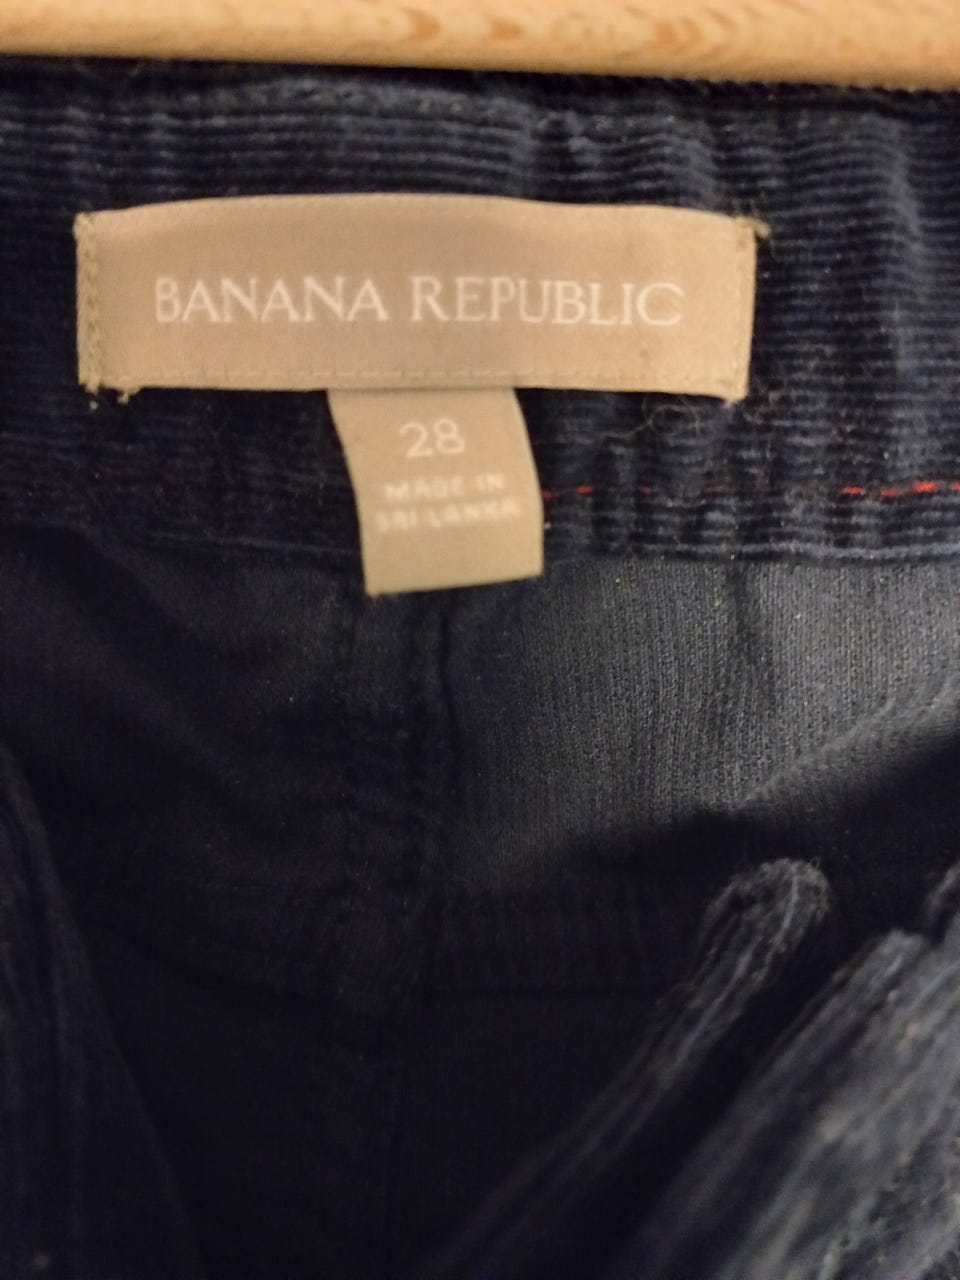 BANANA REPUBLIC
28
MADE IN
SRI LANKA